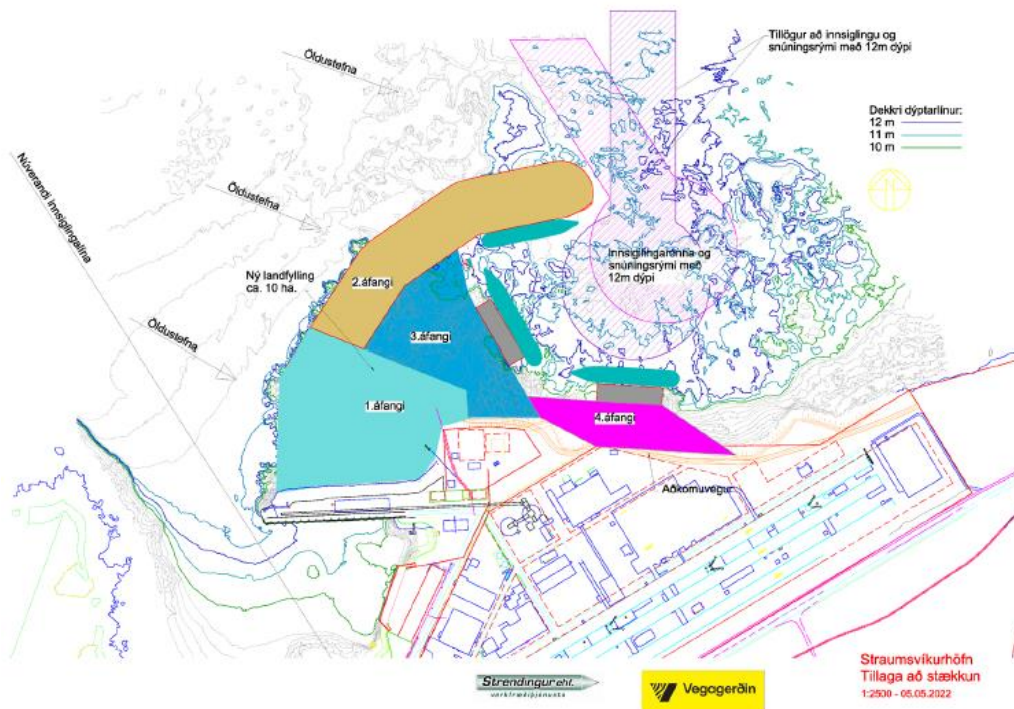 Tillögur að innsiglingu og
snúningsrými með 12m dýpi
Öldustefna
Dekkri dýptarlínur:
12 m
11 m
10 m
Núverandi innsiglingalína
Öldustefna
Innsiglingarrenna og
snúningsrými með
12m dýpi
Ný landfylling
ca. 10 ha.
2.áfangi
Öldustefna
3.áfangi
1.áfangi
4.áfangi
Aðkomuvegur
Straumsvíkurhöfn
Tillaga að stækkun
1:2500 - 05.05.2022
Strendingur ehf.
verkfræðiþjónusta
Vegagerðin